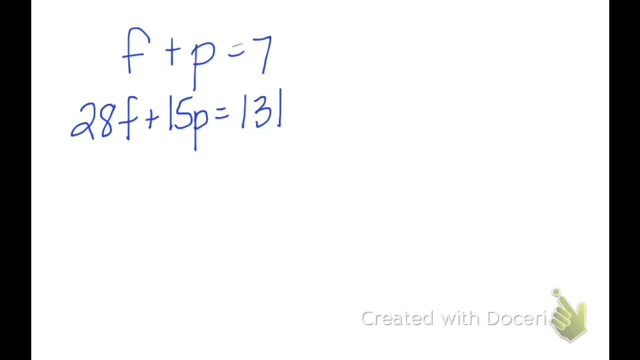 f + p = 7
28f + 15p = 131
Created with Doceri